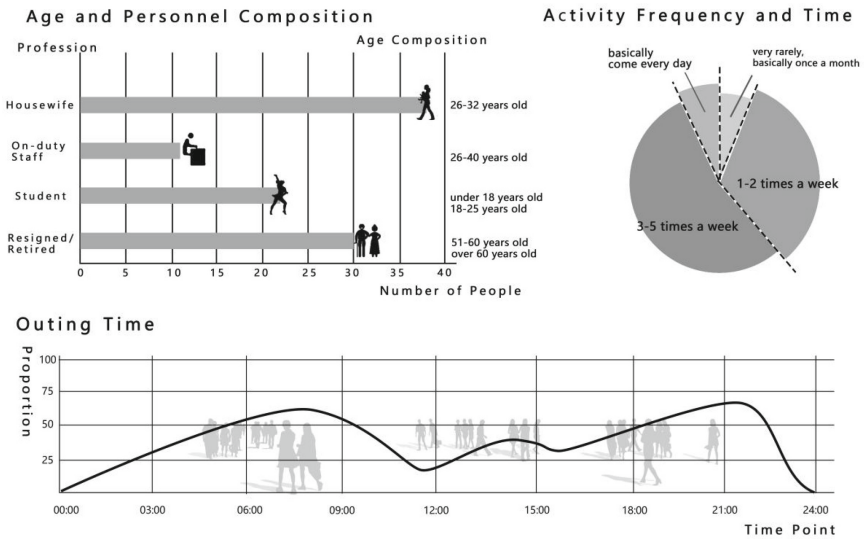 Age and Personnel Composition
Profession
Age Composition
Housewife
26-32 years old
On-duty
Staff
26-40 years old
Student
under 18 years old
18-25 years old
Resigned/
Retired
51-60 years old
over 60 years old
0 5 10 15 20 25 30 35 40
Number of People
Activity Frequency and Time
basically
come every day
very rarely,
basically once a month
1-2 times a week
3-5 times a week
Outing Time
Proportion
100
75
50
25
00:00 03:00 06:00 09:00 12:00 15:00 18:00 21:00 24:00
Time Point